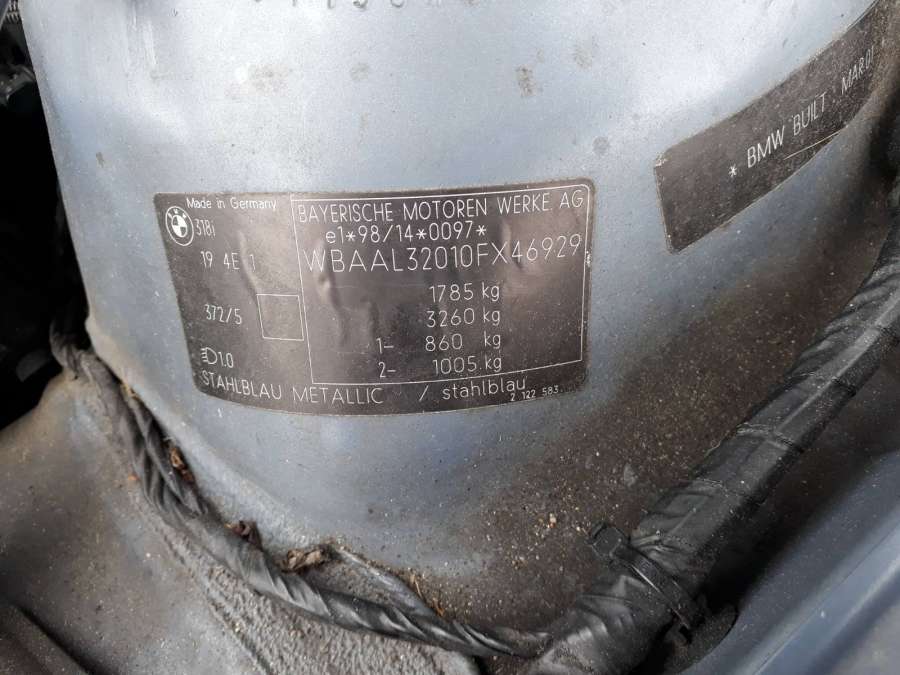 Made in Germany
BMW
318i
19 4E 1
372/5
1.0
BAYERISCHE MOTOREN WERKE AG
e1*98/14*0097*
WBAAL32010FX46929
1785 kg
3260 kg
1- 860 kg
2- 1005 kg
STAHLBLAU METALLIC / stahlblau
2 122 583
* BMW BUILT